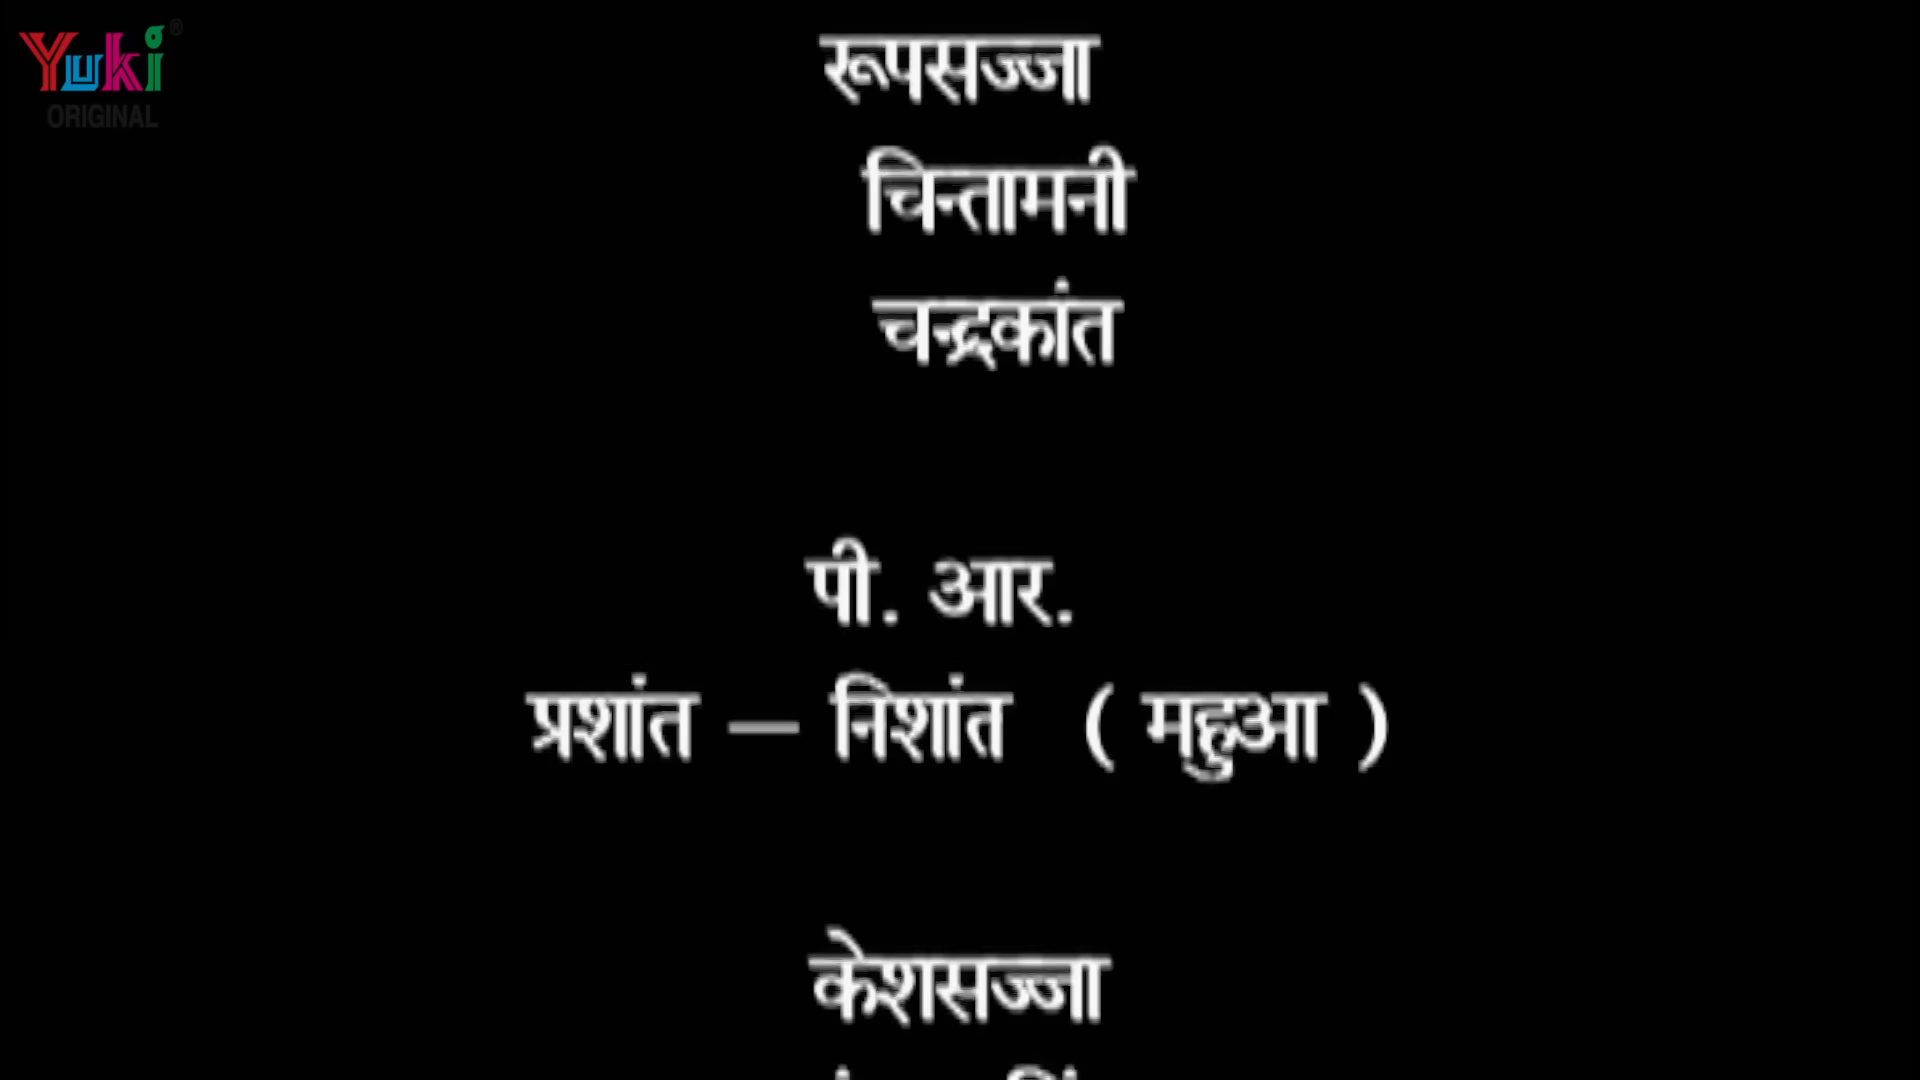 Yuki®
ORIGINAL
रूपसज्जा
चिन्तामनी
चन्द्रकांत
पी. आर.
प्रशांत – निशांत ( महुआ )
केशसज्जा